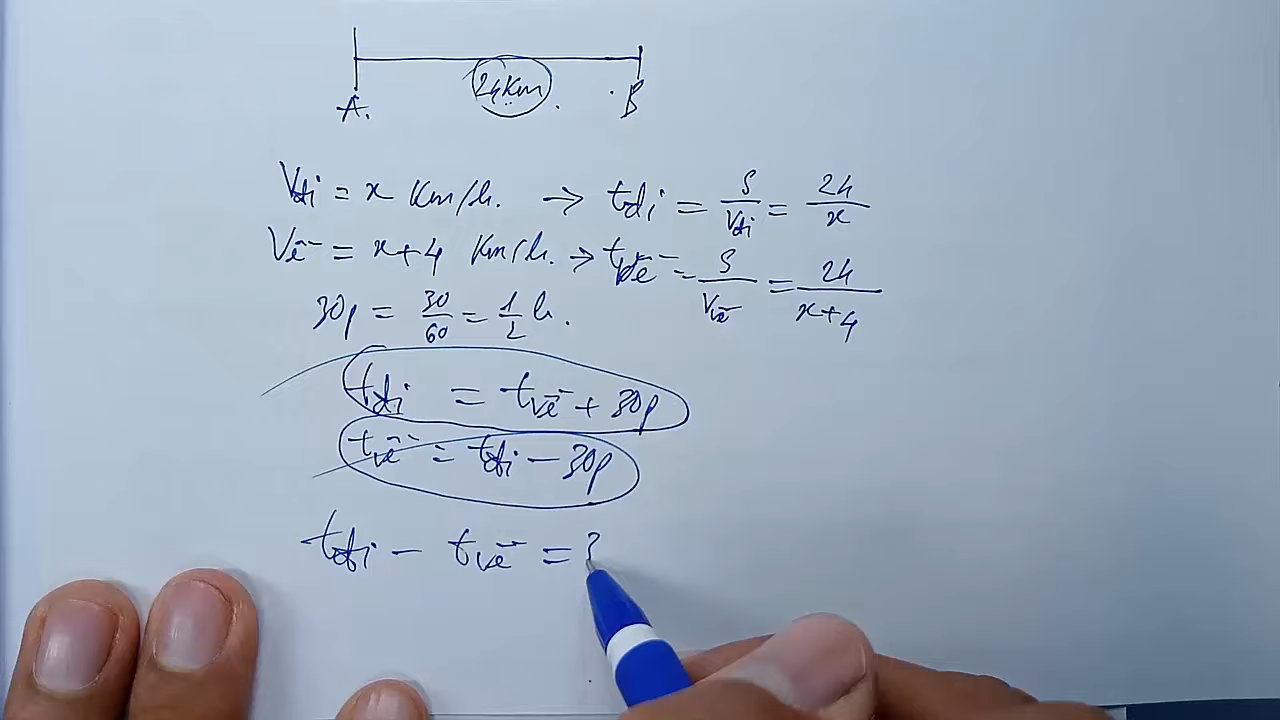 24km
A. B
Vđi = x km/h. → tđi = S/Vđi = 24/x
Về = x+4 km/h. → tvề = S/Vvề = 24/x+4
30p = 30/60 = 1/2 h.
tđi = tvề + 30p
tvề = tđi - 30p
tđi - tvề = 3